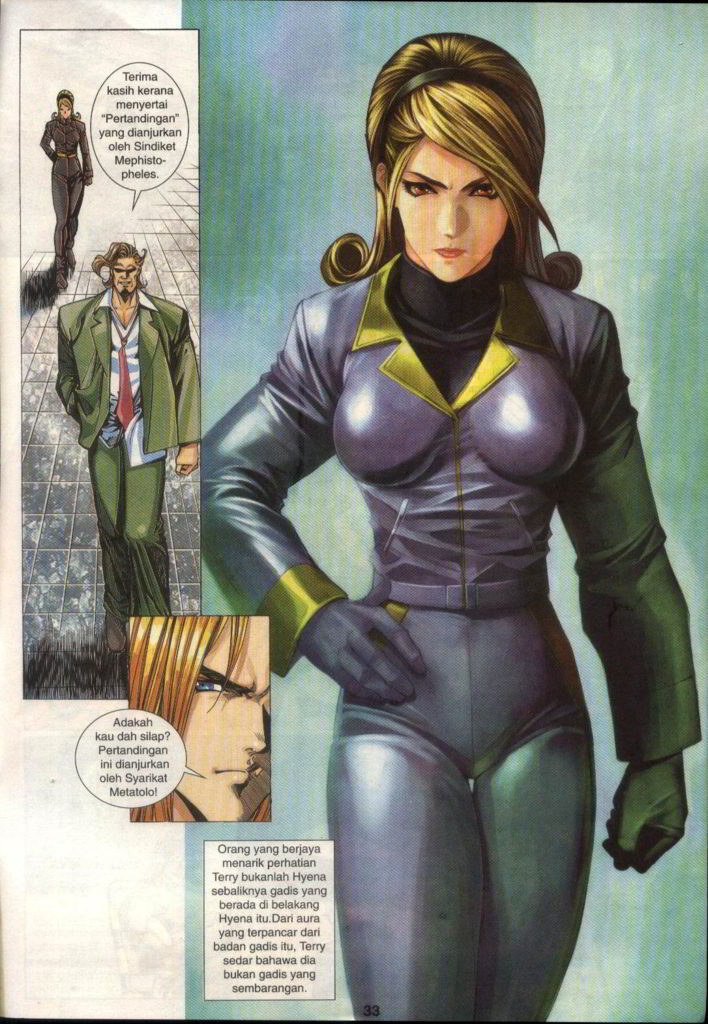 Terima
kasih kerana
menyertai
“Pertandingan”
yang dianjurkan
oleh Sindiket
Mephisto-
pheles.
Adakah
kau dah silap?
Pertandingan
ini dianjurkan
oleh Syarikat
Metatolo!
Orang yang berjaya
menarik perhatian
Terry bukanlah Hyena
sebaliknya gadis yang
berada di belakang
Hyena itu.Dari aura
yang terpancar dari
badan gadis itu, Terry
sedar bahawa dia
bukan gadis yang
sembarangan.
33